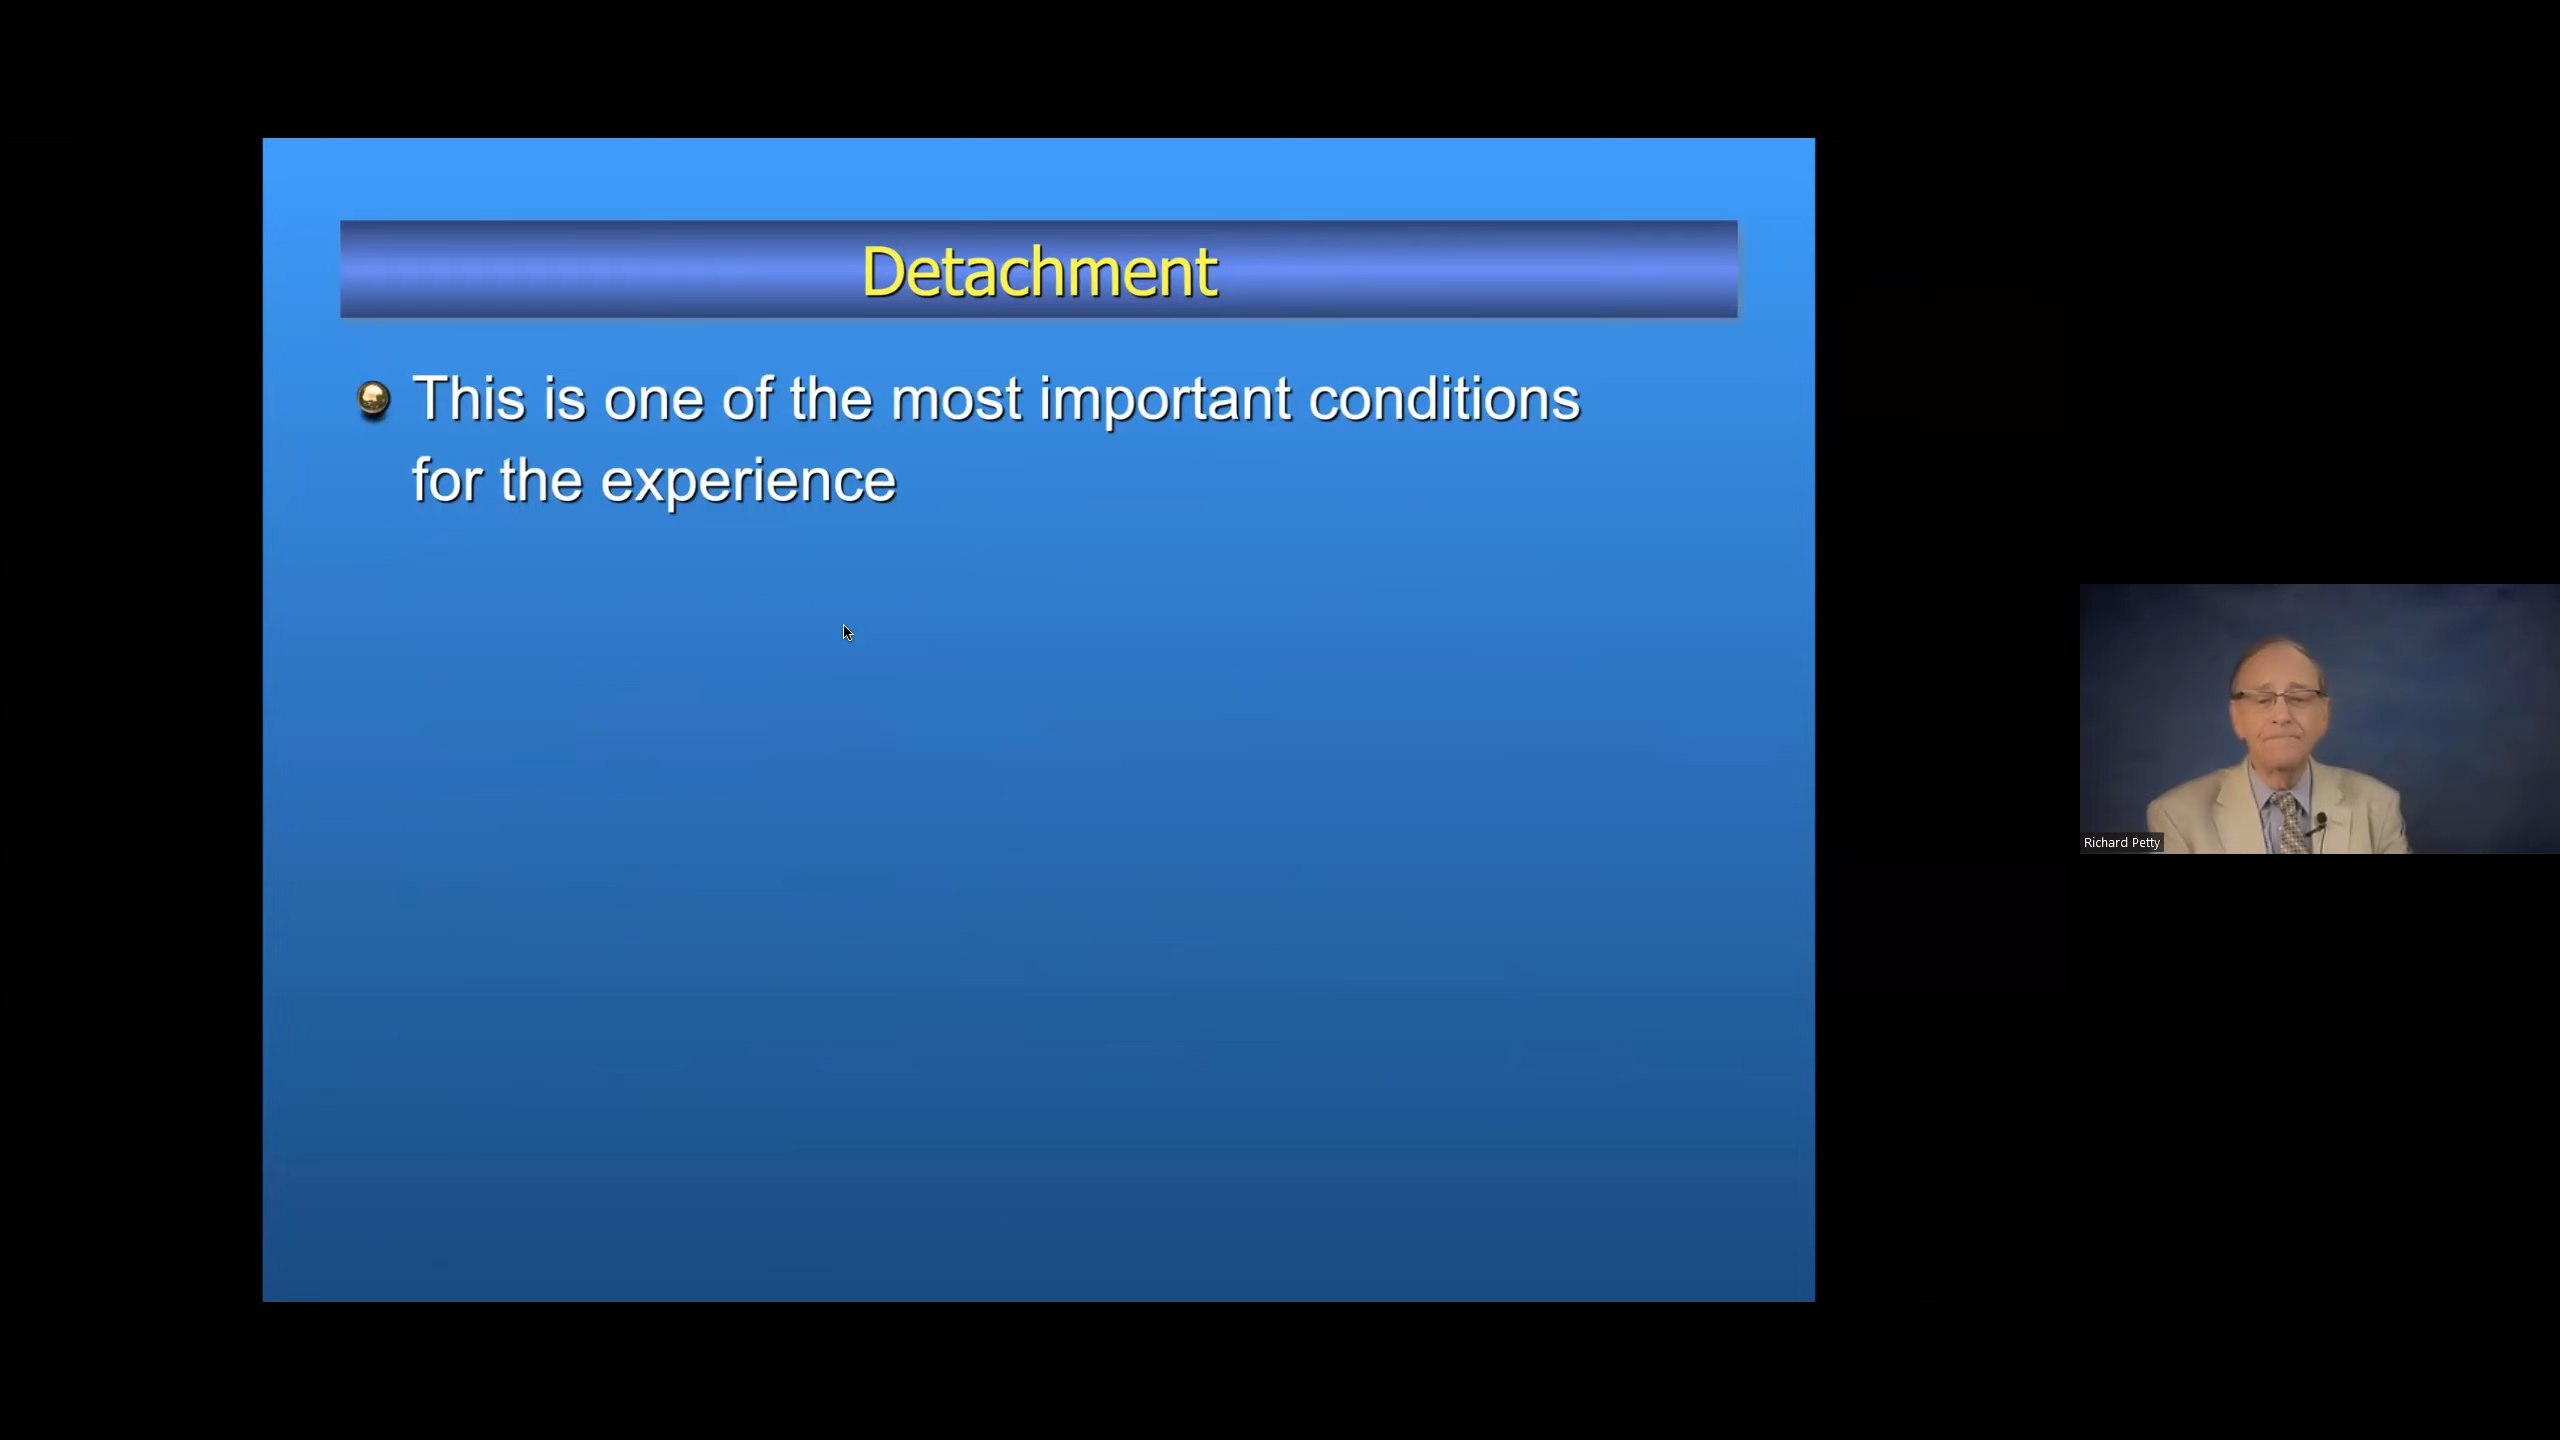 Detachment
This is one of the most important conditions
for the experience
Richard Petty